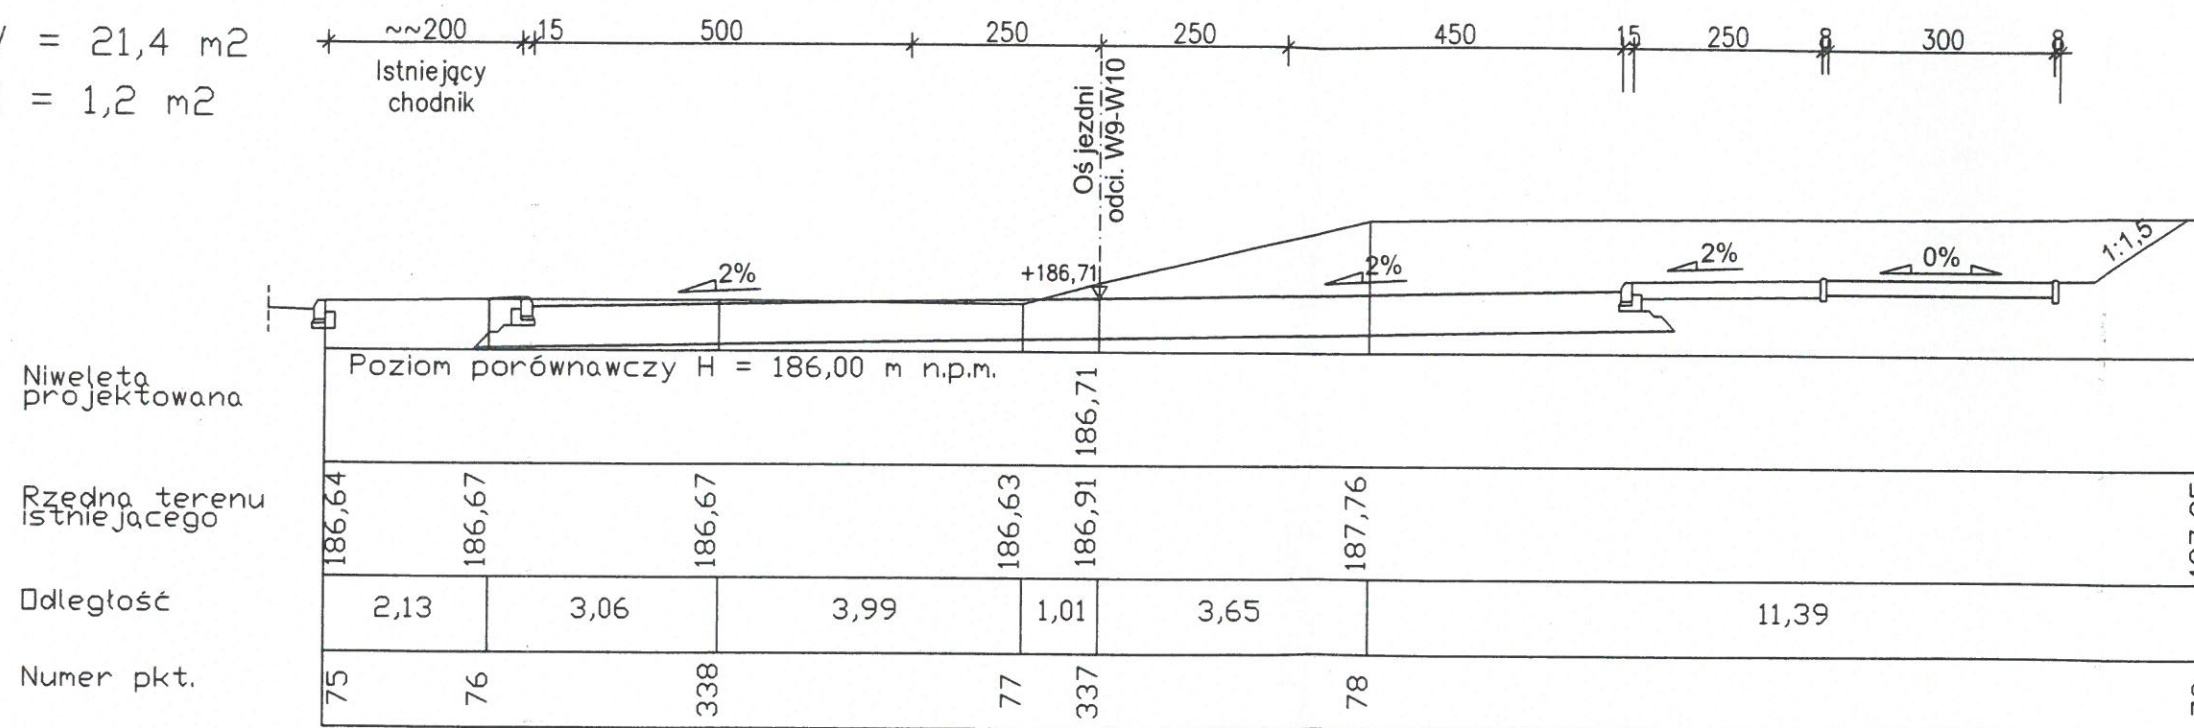 = 21,4 m2
= 1,2 m2
~~200 15 500 250 250 450 15 250 8 300 8
Istniejący
chodnik
Oś jezdni
odci. W9-W10
2% +186,71 2% 2% 0% 1:1,5
Poziom porównawczy H = 186,00 m n.p.m.
Niweleta
projektowana
186,71
Rzędna terenu
istniejącego
186,64 186,67 186,67 186,63 186,91 187,76
Odległość
2,13 3,06 3,99 1,01 3,65 11,39
Numer pkt.
75 76 338 77 337 78